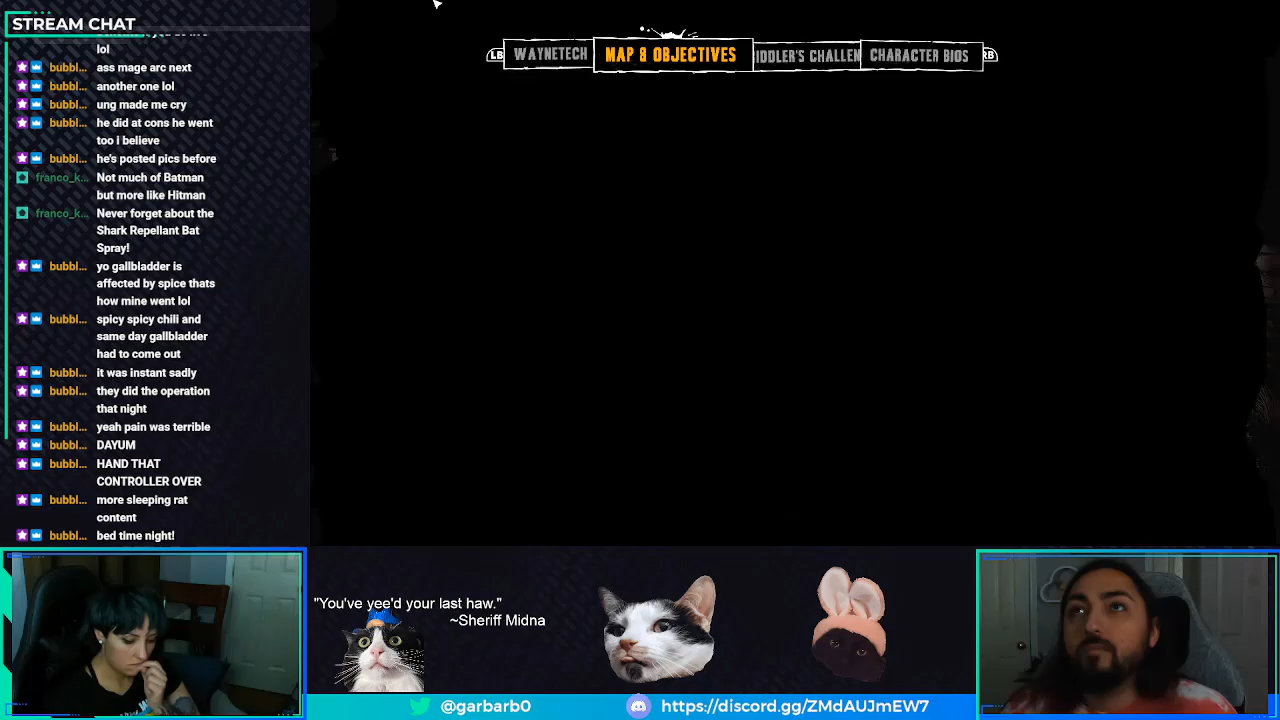 STREAM CHAT
lol
bubbl... ass mage arc next
bubbl... another one lol
bubbl... ung made me cry
bubbl... he did at cons he went
too i believe
bubbl... he's posted pics before
franco_k... Not much of Batman
but more like Hitman
franco_k... Never forget about the
Shark Repellant Bat
Spray!
bubbl... yo gallbladder is
affected by spice thats
how mine went lol
bubbl... spicy spicy chili and
same day gallbladder
had to come out
bubbl... it was instant sadly
bubbl... they did the operation
that night
bubbl... yeah pain was terrible
bubbl... DAYUM
bubbl... HAND THAT
CONTROLLER OVER
bubbl... more sleeping rat
content
bubbl... bed time night!
LB WAYNETECH MAP & OBJECTIVES IDDLER'S CHALLEN CHARACTER BIOS RB
"You've yee'd your last haw."
~Sheriff Midna
@garbarb0 https://discord.gg/ZMdAUJmEW7